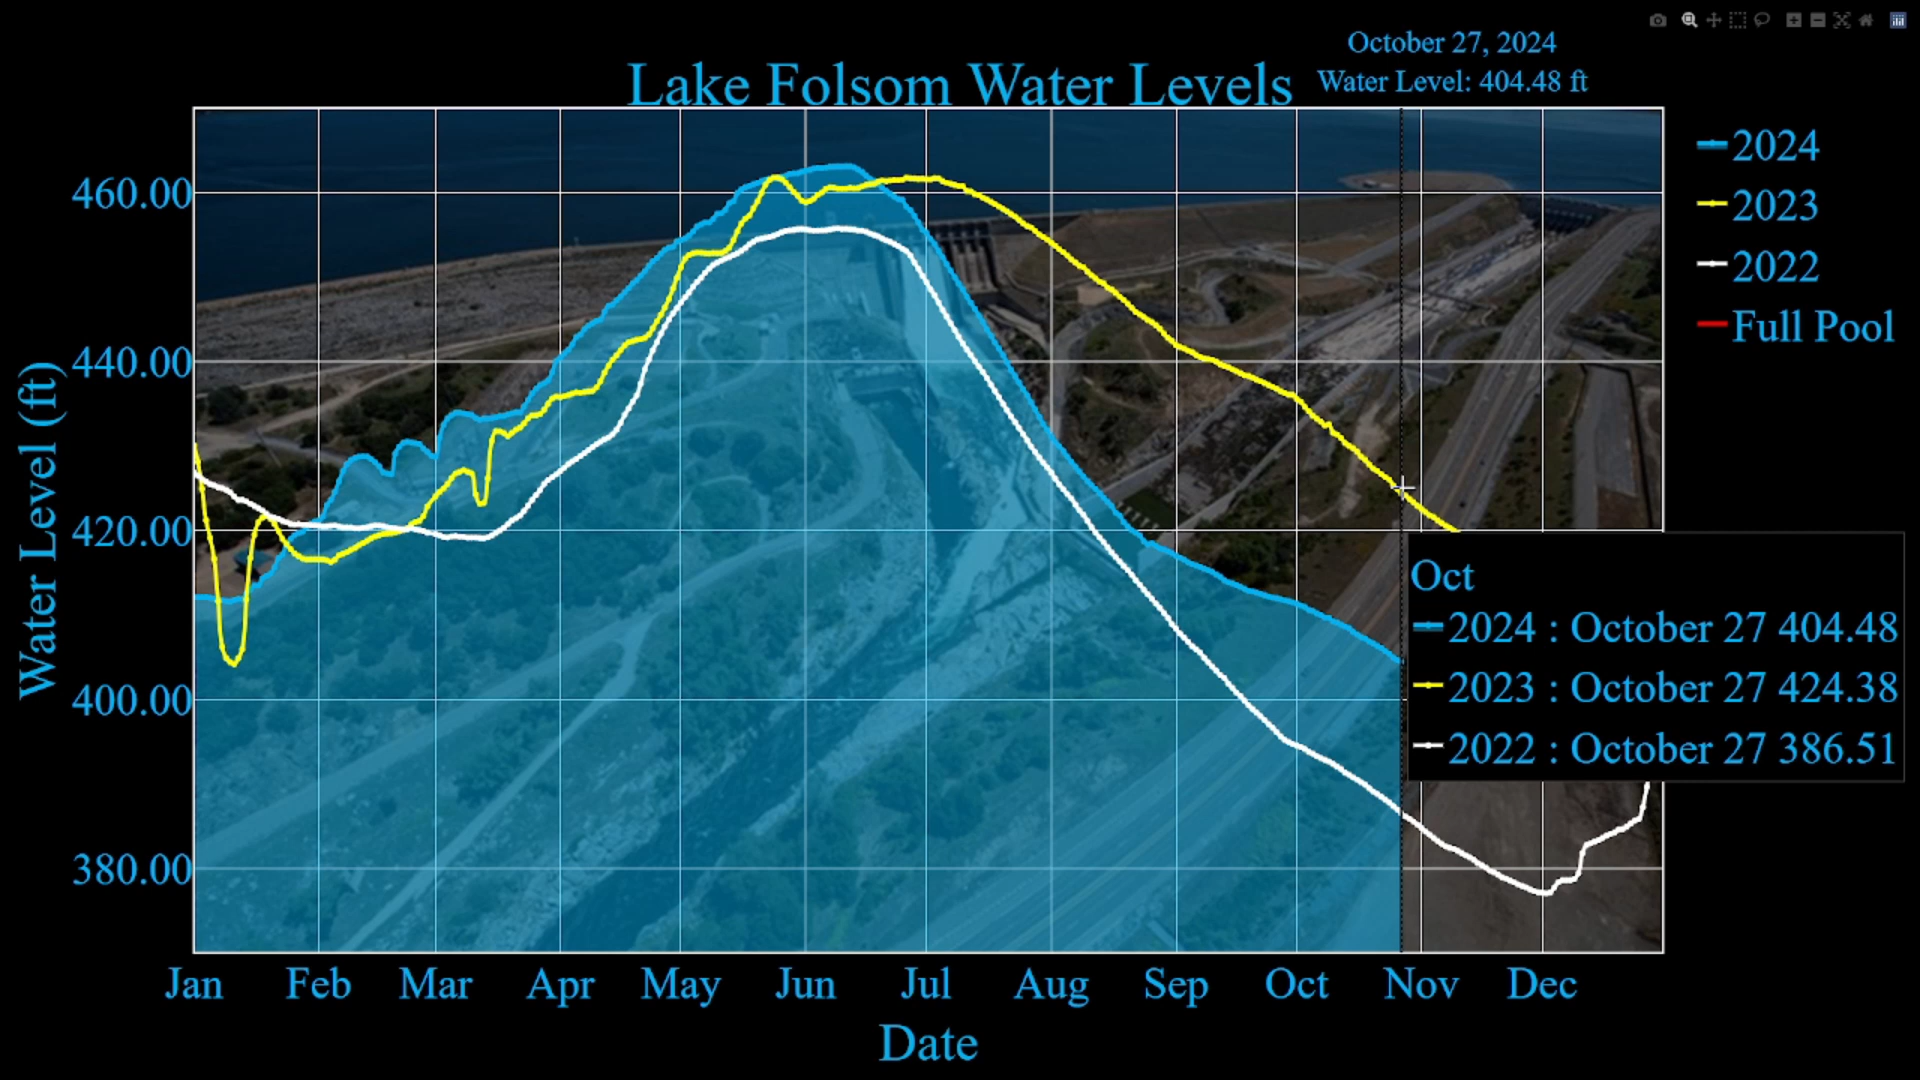 October 27, 2024
Lake Folsom Water Levels
Water Level: 404.48 ft
2024
2023
2022
Full Pool
Water Level (ft)
460.00
440.00
420.00
400.00
380.00
Oct
2024 : October 27 404.48
2023 : October 27 424.38
2022 : October 27 386.51
Jan Feb Mar Apr May Jun Jul Aug Sep Oct Nov Dec
Date